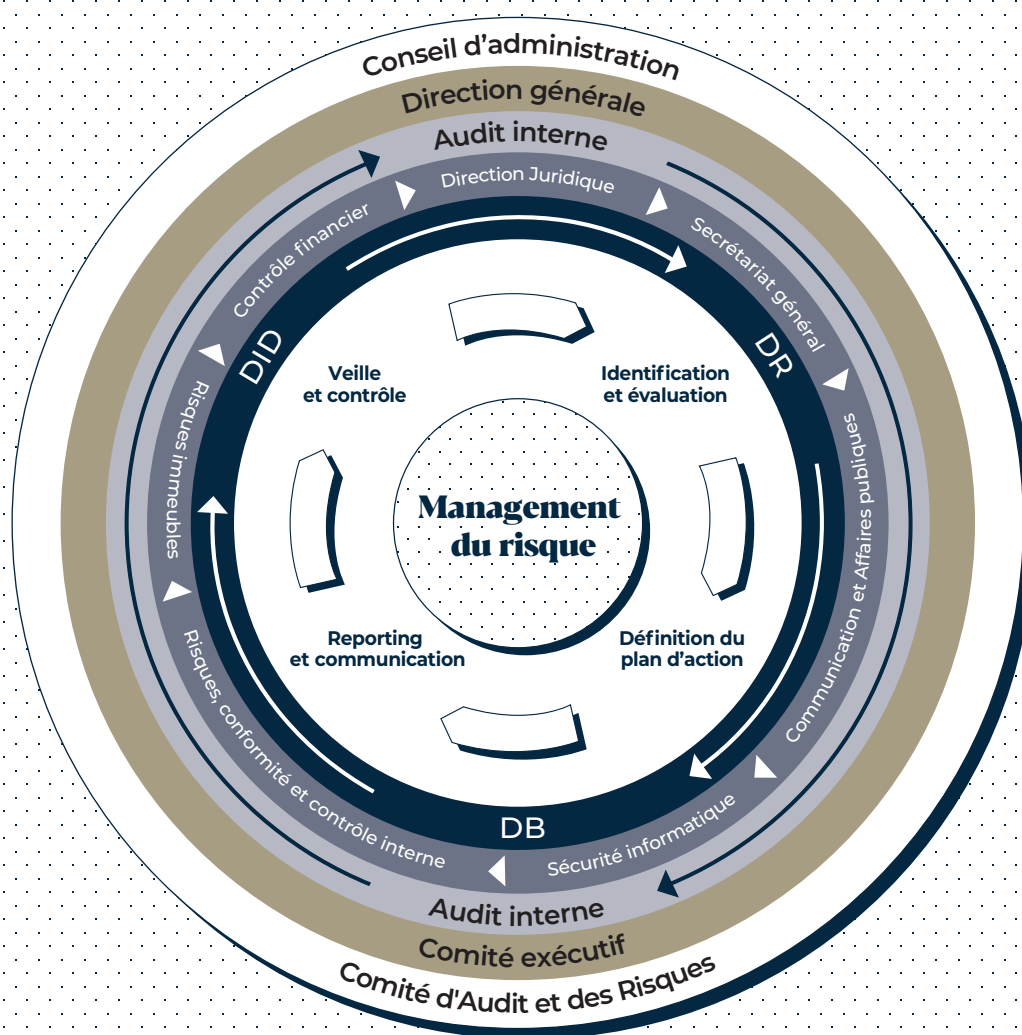 Conseil d'administration
Direction générale
Audit interne
Direction Juridique
Contrôle financier
Secrétariat général
DID
DR
Veille
et contrôle
Identification
et évaluation
Risques immeubles
Communication et Affaires publiques
Management
du risque
Reporting
et communication
Définition du
plan d'action
Risques, conformité et contrôle interne
Sécurité informatique
DB
Audit interne
Comité exécutif
Comité d'Audit et des Risques